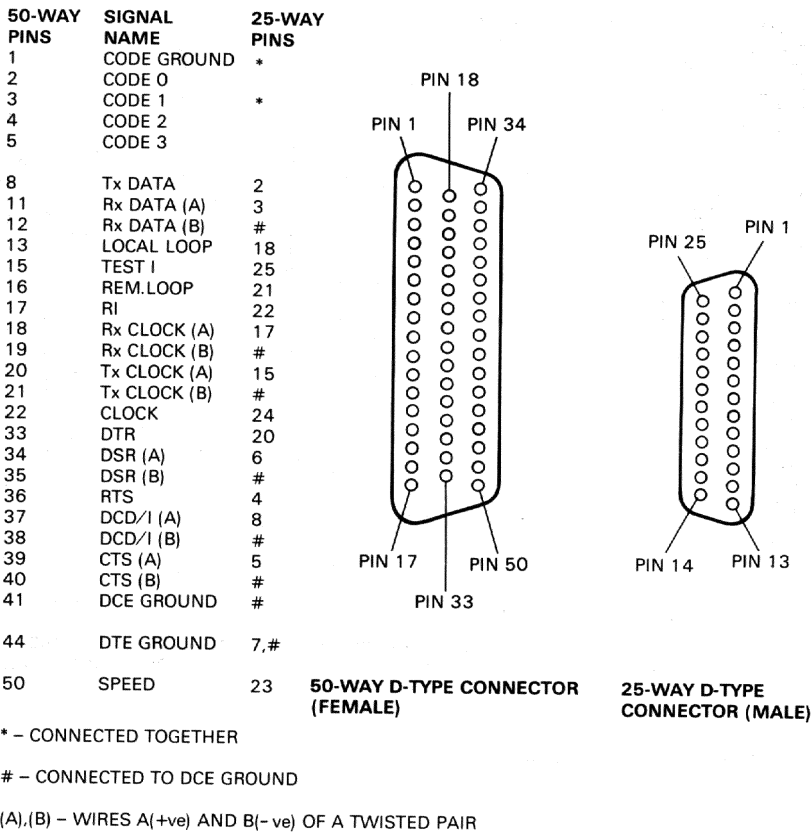 50-WAY PINS SIGNAL NAME 25-WAY PINS
1 CODE GROUND *
2 CODE 0
3 CODE 1 *
4 CODE 2
5 CODE 3
8 Tx DATA 2
11 Rx DATA (A) 3
12 Rx DATA (B) #
13 LOCAL LOOP 18
15 TEST I 25
16 REM.LOOP 21
17 RI 22
18 Rx CLOCK (A) 17
19 Rx CLOCK (B) #
20 Tx CLOCK (A) 15
21 Tx CLOCK (B) #
22 CLOCK 24
33 DTR 20
34 DSR (A) 6
35 DSR (B) #
36 RTS 4
37 DCD/I (A) 8
38 DCD/I (B) #
39 CTS (A) 5
40 CTS (B) #
41 DCE GROUND #
44 DTE GROUND 7,#
50 SPEED 23
PIN 18
PIN 1 PIN 34
PIN 17 PIN 50
PIN 33
50-WAY D-TYPE CONNECTOR
(FEMALE)
PIN 1
PIN 25
PIN 14 PIN 13
25-WAY D-TYPE
CONNECTOR (MALE)
* – CONNECTED TOGETHER
# – CONNECTED TO DCE GROUND
(A),(B) – WIRES A(+ve) AND B(-ve) OF A TWISTED PAIR